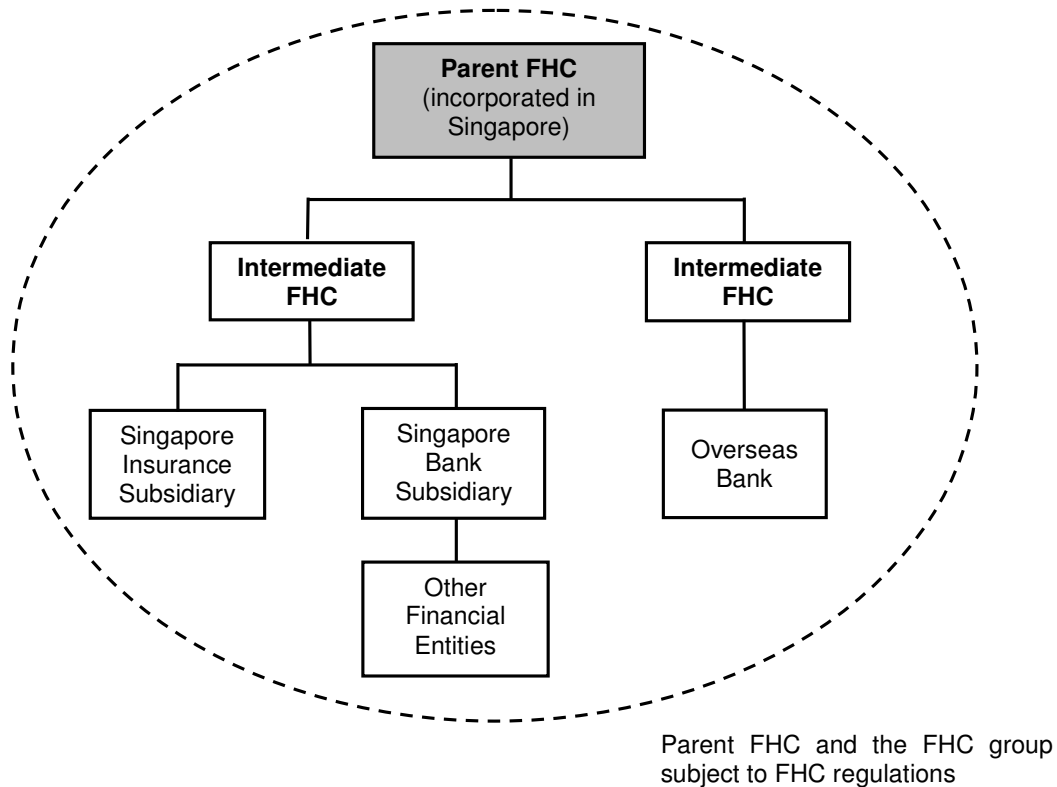 Parent FHC
(incorporated in
Singapore)
Intermediate
FHC
Intermediate
FHC
Singapore
Insurance
Subsidiary
Singapore
Bank
Subsidiary
Overseas
Bank
Other
Financial
Entities
Parent FHC and the FHC group
subject to FHC regulations